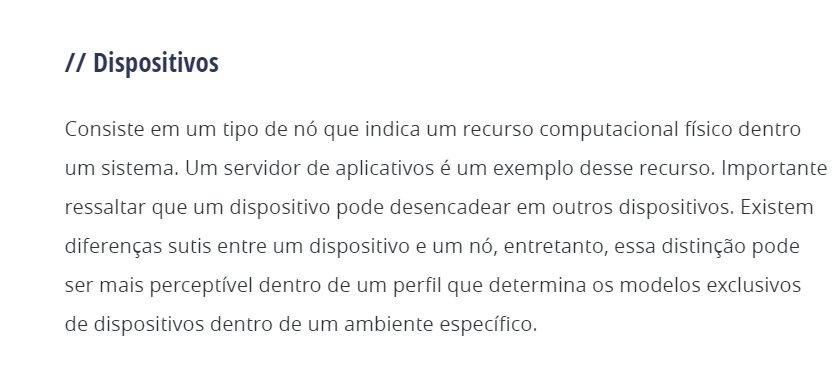 // Dispositivos
Consiste em um tipo de nó que indica um recurso computacional físico dentro
um sistema. Um servidor de aplicativos é um exemplo desse recurso. Importante
ressaltar que um dispositivo pode desencadear em outros dispositivos. Existem
diferenças sutis entre um dispositivo e um nó, entretanto, essa distinção pode
ser mais perceptível dentro de um perfil que determina os modelos exclusivos
de dispositivos dentro de um ambiente específico.